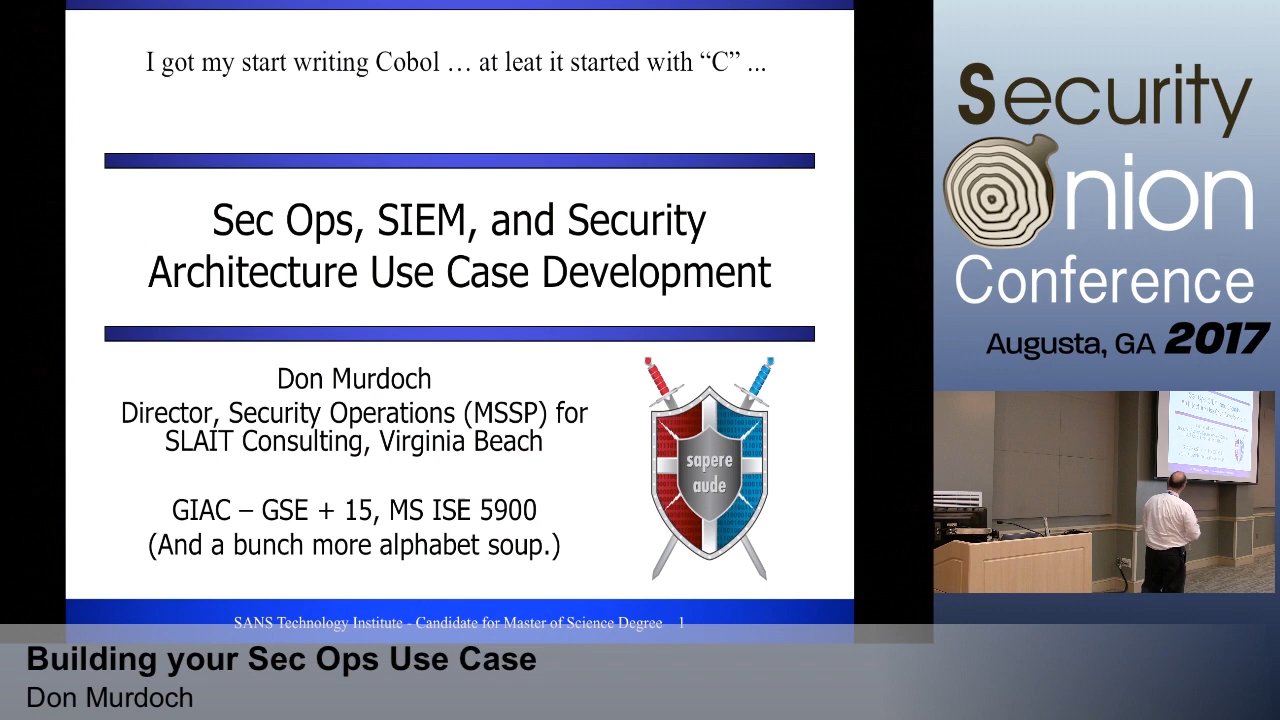 I got my start writing Cobol … at leat it started with “C” ...
Sec Ops, SIEM, and Security
Architecture Use Case Development
Don Murdoch
Director, Security Operations (MSSP) for
SLAIT Consulting, Virginia Beach
GIAC – GSE + 15, MS ISE 5900
(And a bunch more alphabet soup.)
sapere
aude
SANS Technology Institute - Candidate for Master of Science Degree 1
Building your Sec Ops Use Case
Don Murdoch
Security
Onion
Conference
Augusta, GA 2017